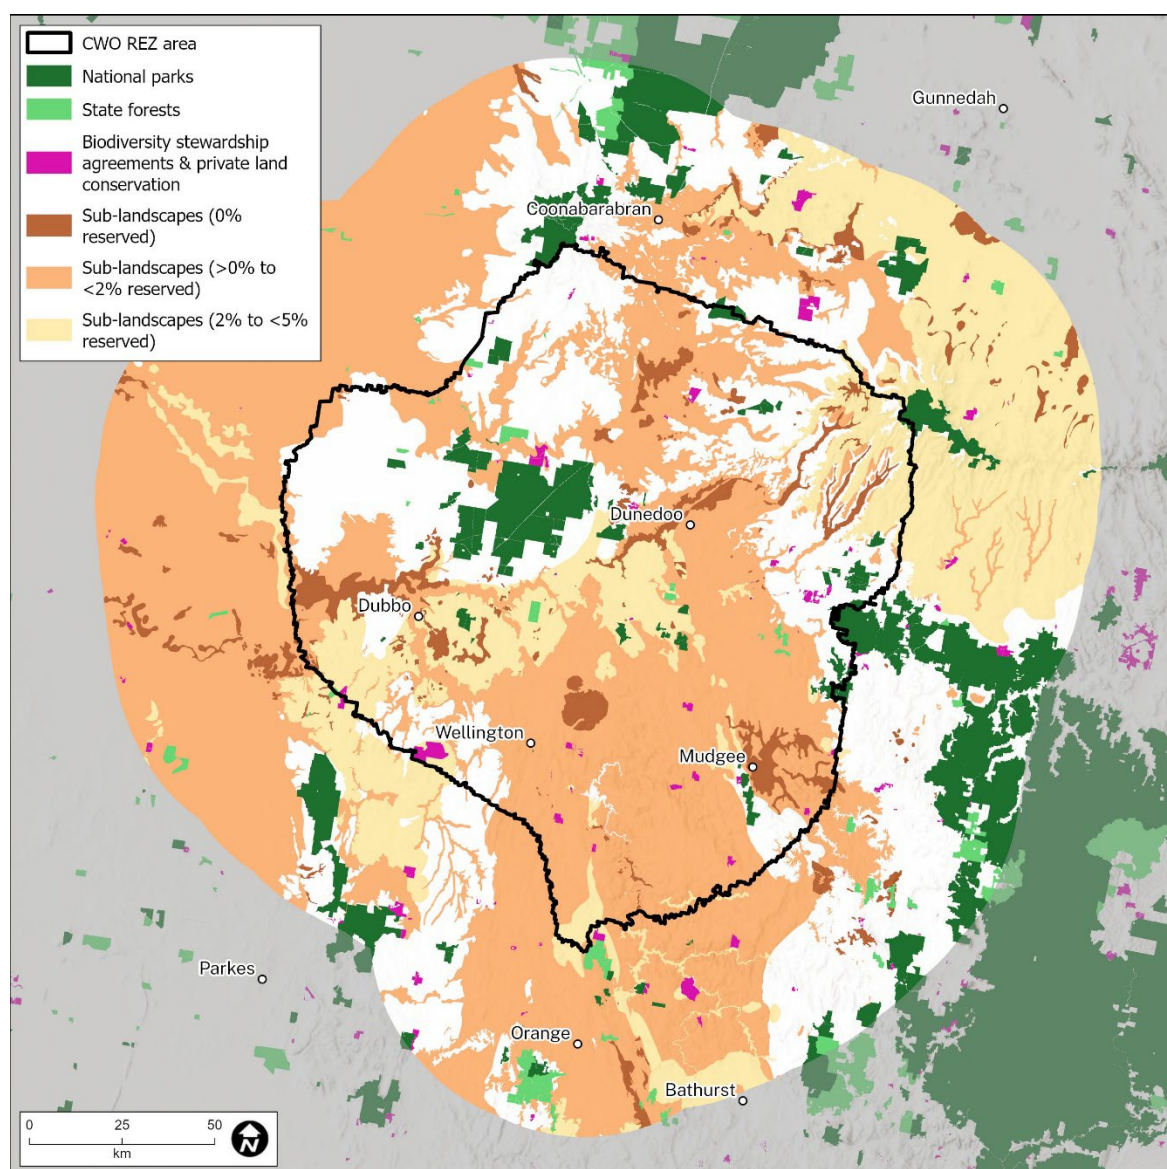 CWO REZ area
National parks
State forests
Biodiversity stewardship
agreements & private land
conservation
Sub-landscapes (0%
reserved)
Sub-landscapes (>0% to
<2% reserved)
Sub-landscapes (2% to <5%
reserved)
Gunnedah
Coonabarabran
Dunedoo
Dubbo
Wellington
Mudgee
Parkes
Orange
Bathurst
0 25 50
km
N